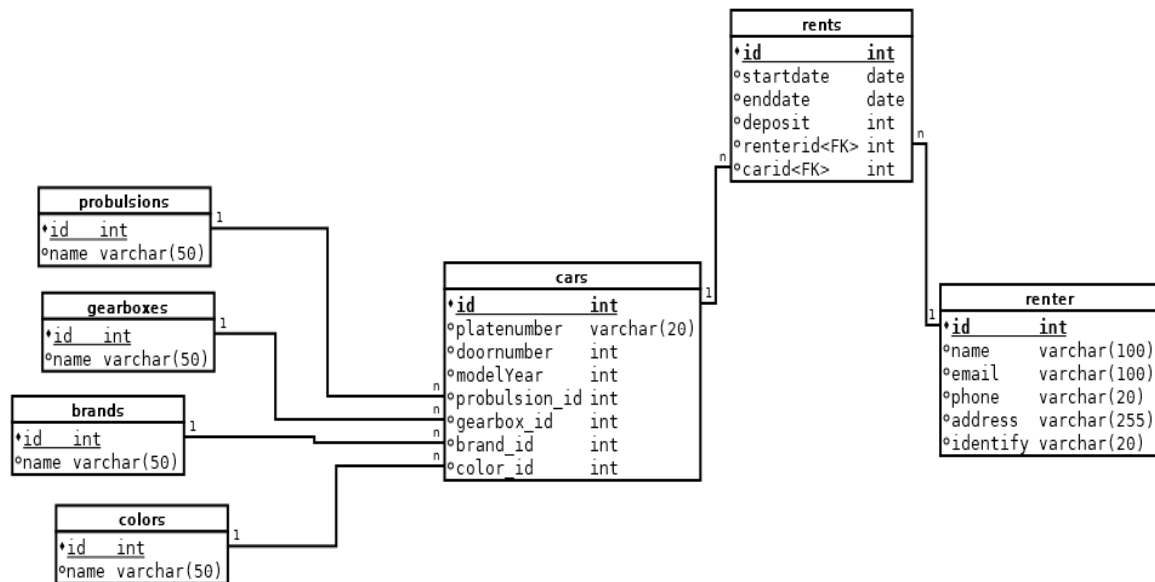 rents
id int
startdate date
enddate date
deposit int
renterid<FK> int
carid<FK> int
n
n
probulsions
id int
name varchar(50)
1
gearboxes
id int
name varchar(50)
1
brands
id int
name varchar(50)
1
colors
id int
name varchar(50)
1
cars
id int
platenumber varchar(20)
doornumber int
modelYear int
probulsion_id int
gearbox_id int
brand_id int
color_id int
1
n
n
n
n
renter
id int
name varchar(100)
email varchar(100)
phone varchar(20)
address varchar(255)
identify varchar(20)
1